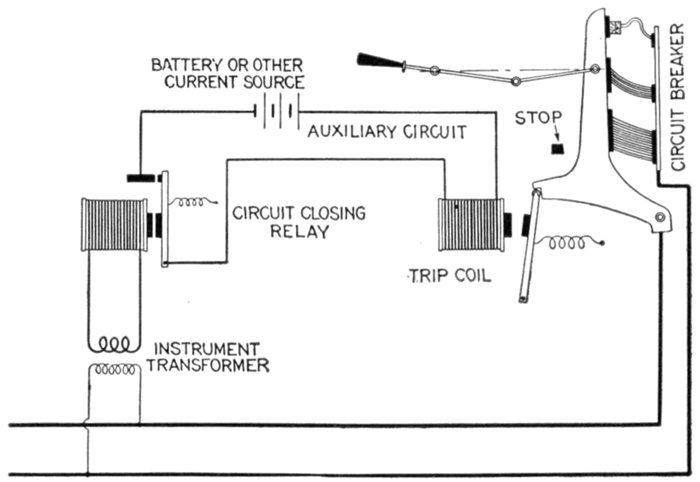 BATTERY OR OTHER
CURRENT SOURCE
AUXILIARY CIRCUIT
STOP
CIRCUIT BREAKER
CIRCUIT CLOSING
RELAY
TRIP COIL
INSTRUMENT
TRANSFORMER